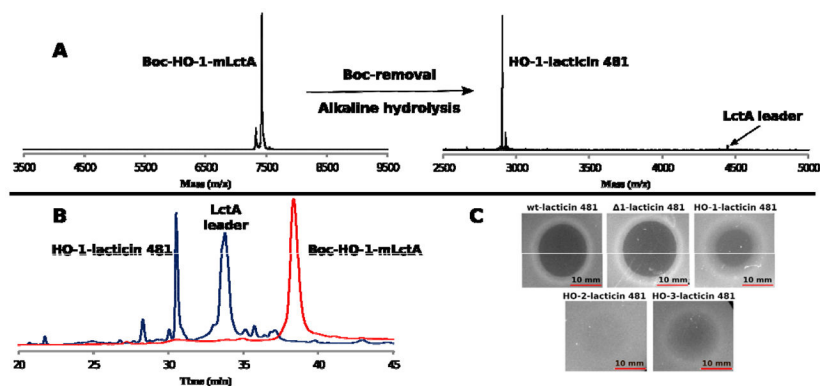 A
Boc-HO-1-mLctA
Boc-removal
Alkaline hydrolysis
HO-1-lacticin 481
LctA leader
3500 4500 5500 6500 7500 8500 9500
Mass (m/z)
2500 3000 3500 4000 4500 5000
Mass (m/z)
B
HO-1-lacticin 481
LctA
leader
Boc-HO-1-mLctA
20 25 30 35 40 45
Time (min)
C
wt-lacticin 481 Δ1-lacticin 481 HO-1-lacticin 481
10 mm 10 mm 10 mm
HO-2-lacticin 481 HO-3-lacticin 481
10 mm 10 mm